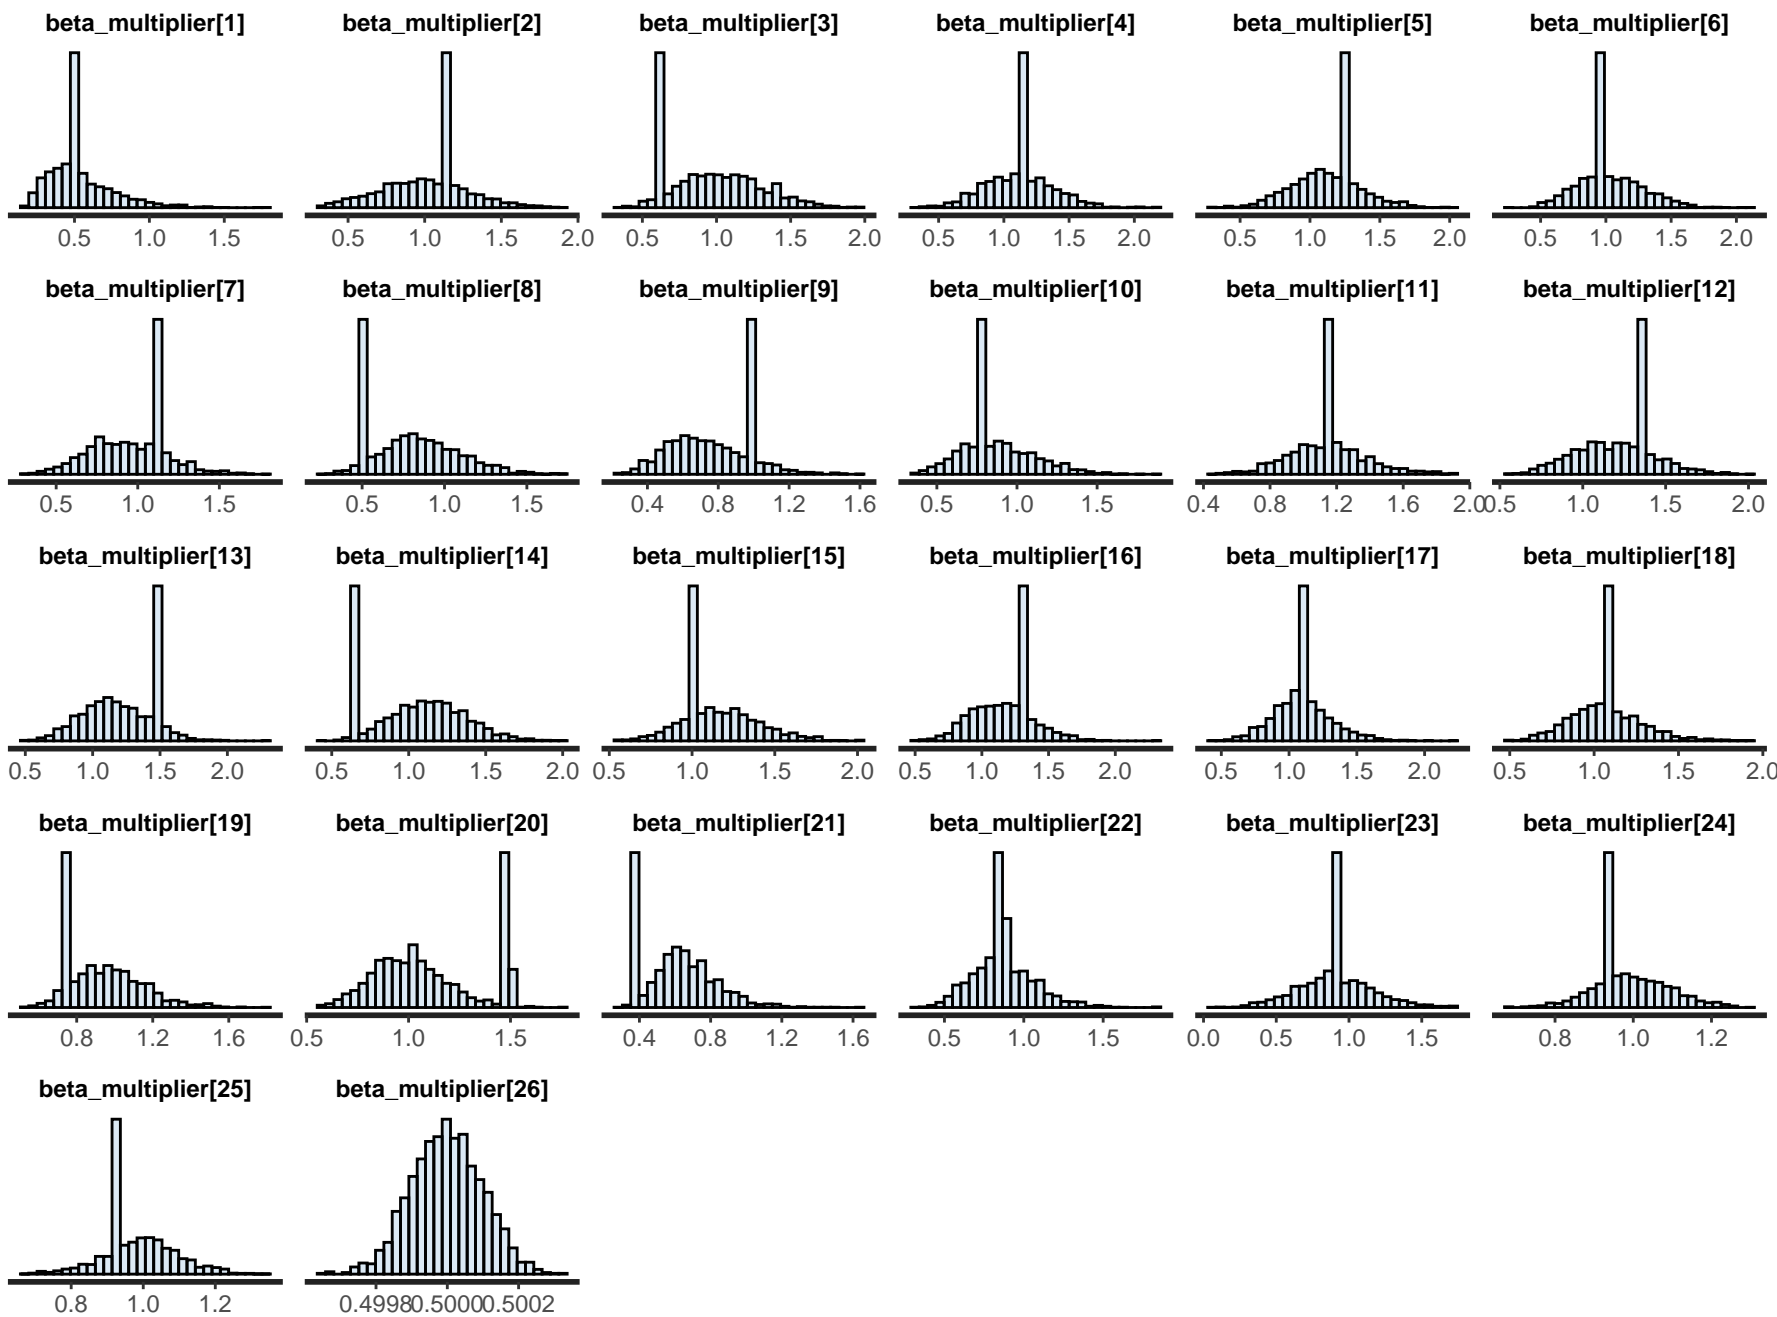 beta_multiplier[1] beta_multiplier[2] beta_multiplier[3] beta_multiplier[4] beta_multiplier[5] beta_multiplier[6]
0.5 1.0 1.5 0.5 1.0 1.5 2.0 0.5 1.0 1.5 2.0 0.5 1.0 1.5 2.0 0.5 1.0 1.5 2.0 0.5 1.0 1.5 2.0
beta_multiplier[7] beta_multiplier[8] beta_multiplier[9] beta_multiplier[10] beta_multiplier[11] beta_multiplier[12]
0.5 1.0 1.5 0.5 1.0 1.5 0.4 0.8 1.2 1.6 0.5 1.0 1.5 0.4 0.8 1.2 1.6 2.0 0.5 1.0 1.5 2.0
beta_multiplier[13] beta_multiplier[14] beta_multiplier[15] beta_multiplier[16] beta_multiplier[17] beta_multiplier[18]
0.5 1.0 1.5 2.0 0.5 1.0 1.5 2.0 0.5 1.0 1.5 2.0 0.5 1.0 1.5 2.0 0.5 1.0 1.5 2.0 0.5 1.0 1.5 2.0
beta_multiplier[19] beta_multiplier[20] beta_multiplier[21] beta_multiplier[22] beta_multiplier[23] beta_multiplier[24]
0.8 1.2 1.6 0.5 1.0 1.5 0.4 0.8 1.2 1.6 0.5 1.0 1.5 0.0 0.5 1.0 1.5 0.8 1.0 1.2
beta_multiplier[25] beta_multiplier[26]
0.8 1.0 1.2 0.4998 0.5000 0.5002